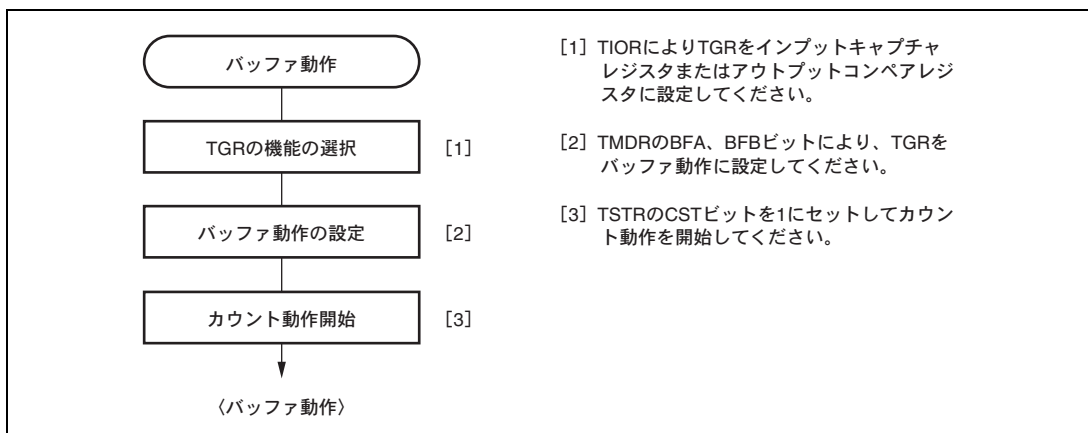 バッファ動作
TGRの機能の選択 [1]
バッファ動作の設定 [2]
カウント動作開始 [3]
〈バッファ動作〉
[1] TIORによりTGRをインプットキャプチャ
レジスタまたはアウトプットコンペアレジ
スタに設定してください。
[2] TMDRのBFA、BFBビットにより、TGRを
バッファ動作に設定してください。
[3] TSTRのCSTビットを1にセットしてカウン
ト動作を開始してください。